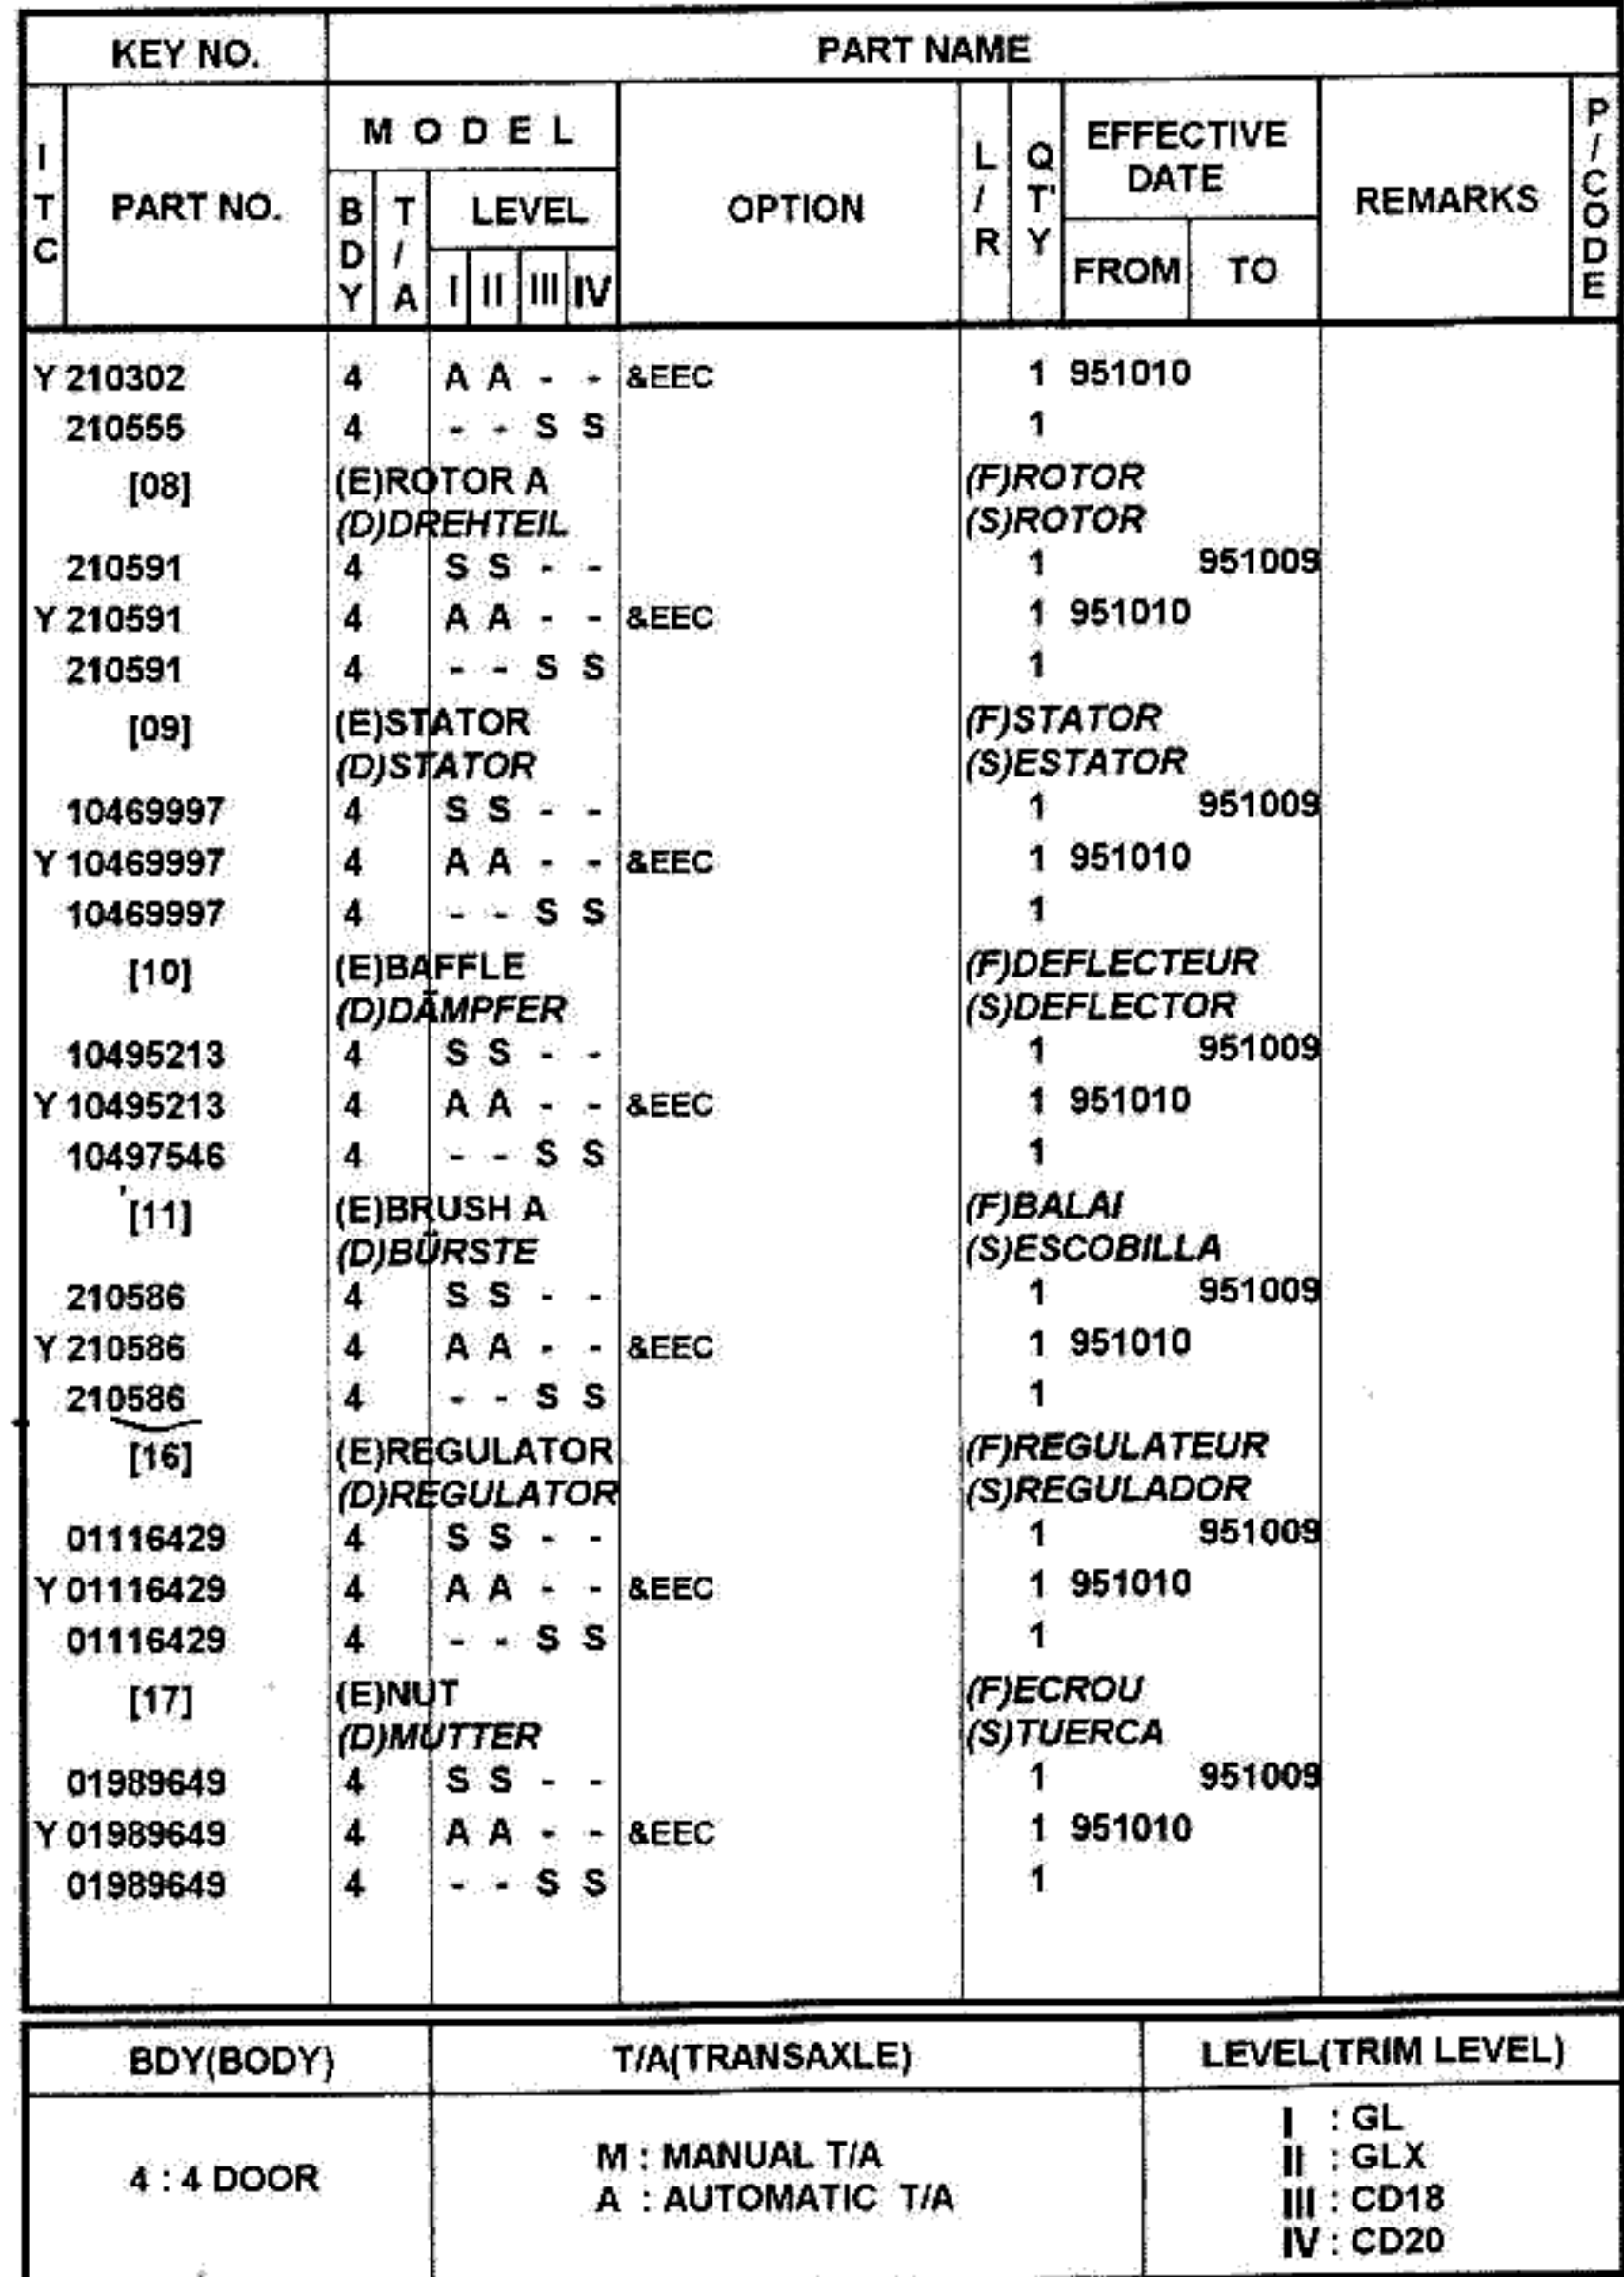 KEY NO. PART NAME
ITC PART NO. MODEL OPTION L/R Q'TY EFFECTIVE DATE REMARKS P/CODE
BDY T/A LEVEL
I II III IV FROM TO
Y 210302 4 A A - - &EEC 1 951010
210555 4 - - S S 1
[08] (E)ROTOR A (F)ROTOR
(D)DREHTEIL (S)ROTOR
210591 4 S S - - 1 951009
Y 210591 4 A A - - &EEC 1 951010
210591 4 - - S S 1
[09] (E)STATOR (F)STATOR
(D)STATOR (S)ESTATOR
10469997 4 S S - - 1 951009
Y 10469997 4 A A - - &EEC 1 951010
10469997 4 - - S S 1
[10] (E)BAFFLE (F)DEFLECTEUR
(D)DÄMPFER (S)DEFLECTOR
10495213 4 S S - - 1 951009
Y 10495213 4 A A - - &EEC 1 951010
10497546 4 - - S S 1
[11] (E)BRUSH A (F)BALAI
(D)BÜRSTE (S)ESCOBILLA
210586 4 S S - - 1 951009
Y 210586 4 A A - - &EEC 1 951010
210586 4 - - S S 1
[16] (E)REGULATOR (F)REGULATEUR
(D)REGULATOR (S)REGULADOR
01116429 4 S S - - 1 951009
Y 01116429 4 A A - - &EEC 1 951010
01116429 4 - - S S 1
[17] (E)NUT (F)ECROU
(D)MUTTER (S)TUERCA
01989649 4 S S - - 1 951009
Y 01989649 4 A A - - &EEC 1 951010
01989649 4 - - S S 1
BDY(BODY) T/A(TRANSAXLE) LEVEL(TRIM LEVEL)
4 : 4 DOOR
M : MANUAL T/A
A : AUTOMATIC T/A
I : GL
II : GLX
III : CD18
IV : CD20